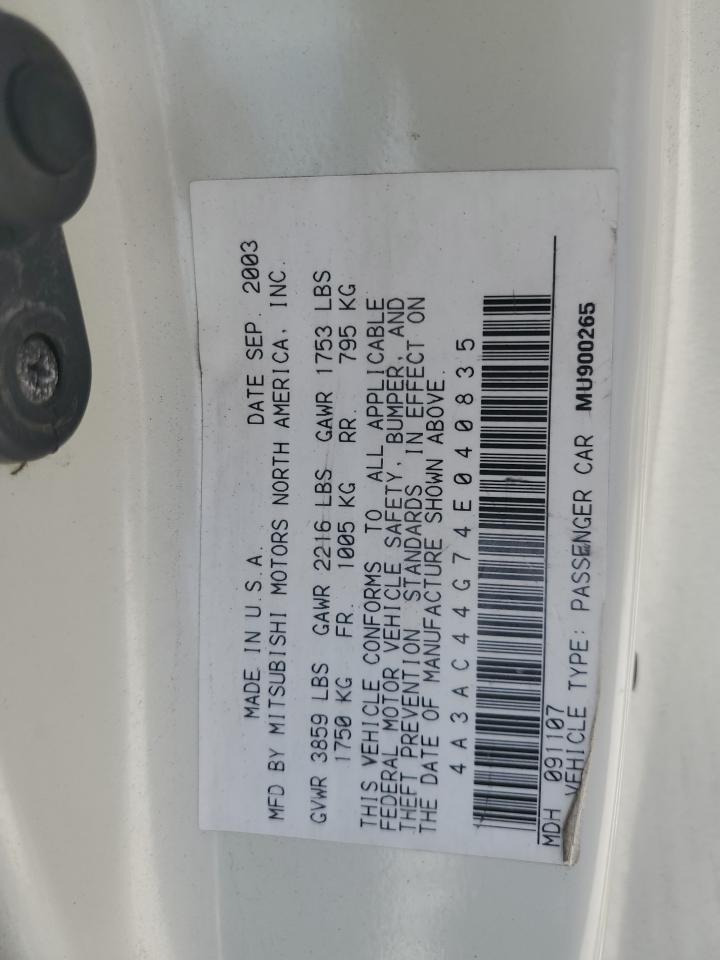 MADE IN U.S.A. DATE SEP. 2003
MFD BY MITSUBISHI MOTORS NORTH AMERICA, INC.
GVWR 3859 LBS GAWR 2216 LBS GAWR 1753 LBS
1750 KG FR. 1005 KG RR. 795 KG
THIS VEHICLE CONFORMS TO ALL APPLICABLE
FEDERAL MOTOR VEHICLE SAFETY, BUMPER, AND
THEFT PREVENTION STANDARDS IN EFFECT ON
THE DATE OF MANUFACTURE SHOWN ABOVE.
4A3AC44G74E040835
MDH 091107
VEHICLE TYPE: PASSENGER CAR MU900265